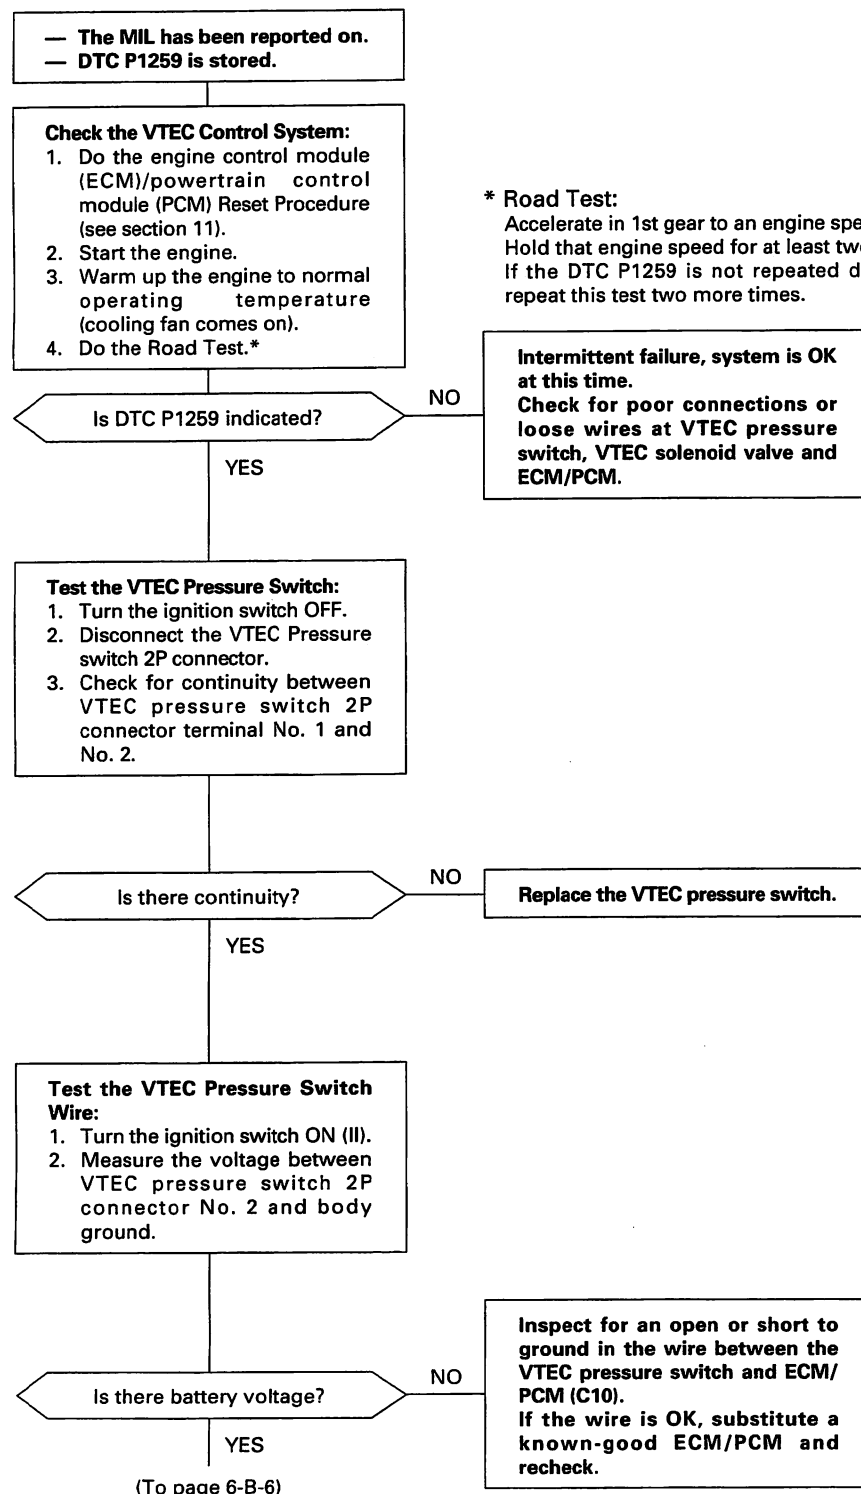 — The MIL has been reported on.
— DTC P1259 is stored.
Check the VTEC Control System:
1. Do the engine control module
(ECM)/powertrain control
module (PCM) Reset Procedure
(see section 11).
2. Start the engine.
3. Warm up the engine to normal
operating temperature
(cooling fan comes on).
4. Do the Road Test.*
* Road Test:
Accelerate in 1st gear to an engine spe
Hold that engine speed for at least tw
If the DTC P1259 is not repeated d
repeat this test two more times.
Is DTC P1259 indicated?
NO
Intermittent failure, system is OK
at this time.
Check for poor connections or
loose wires at VTEC pressure
switch, VTEC solenoid valve and
ECM/PCM.
YES
Test the VTEC Pressure Switch:
1. Turn the ignition switch OFF.
2. Disconnect the VTEC Pressure
switch 2P connector.
3. Check for continuity between
VTEC pressure switch 2P
connector terminal No. 1 and
No. 2.
Is there continuity?
NO
Replace the VTEC pressure switch.
YES
Test the VTEC Pressure Switch
Wire:
1. Turn the ignition switch ON (II).
2. Measure the voltage between
VTEC pressure switch 2P
connector No. 2 and body
ground.
Is there battery voltage?
NO
Inspect for an open or short to
ground in the wire between the
VTEC pressure switch and ECM/
PCM (C10).
If the wire is OK, substitute a
known-good ECM/PCM and
recheck.
YES
(To page 6-B-6)